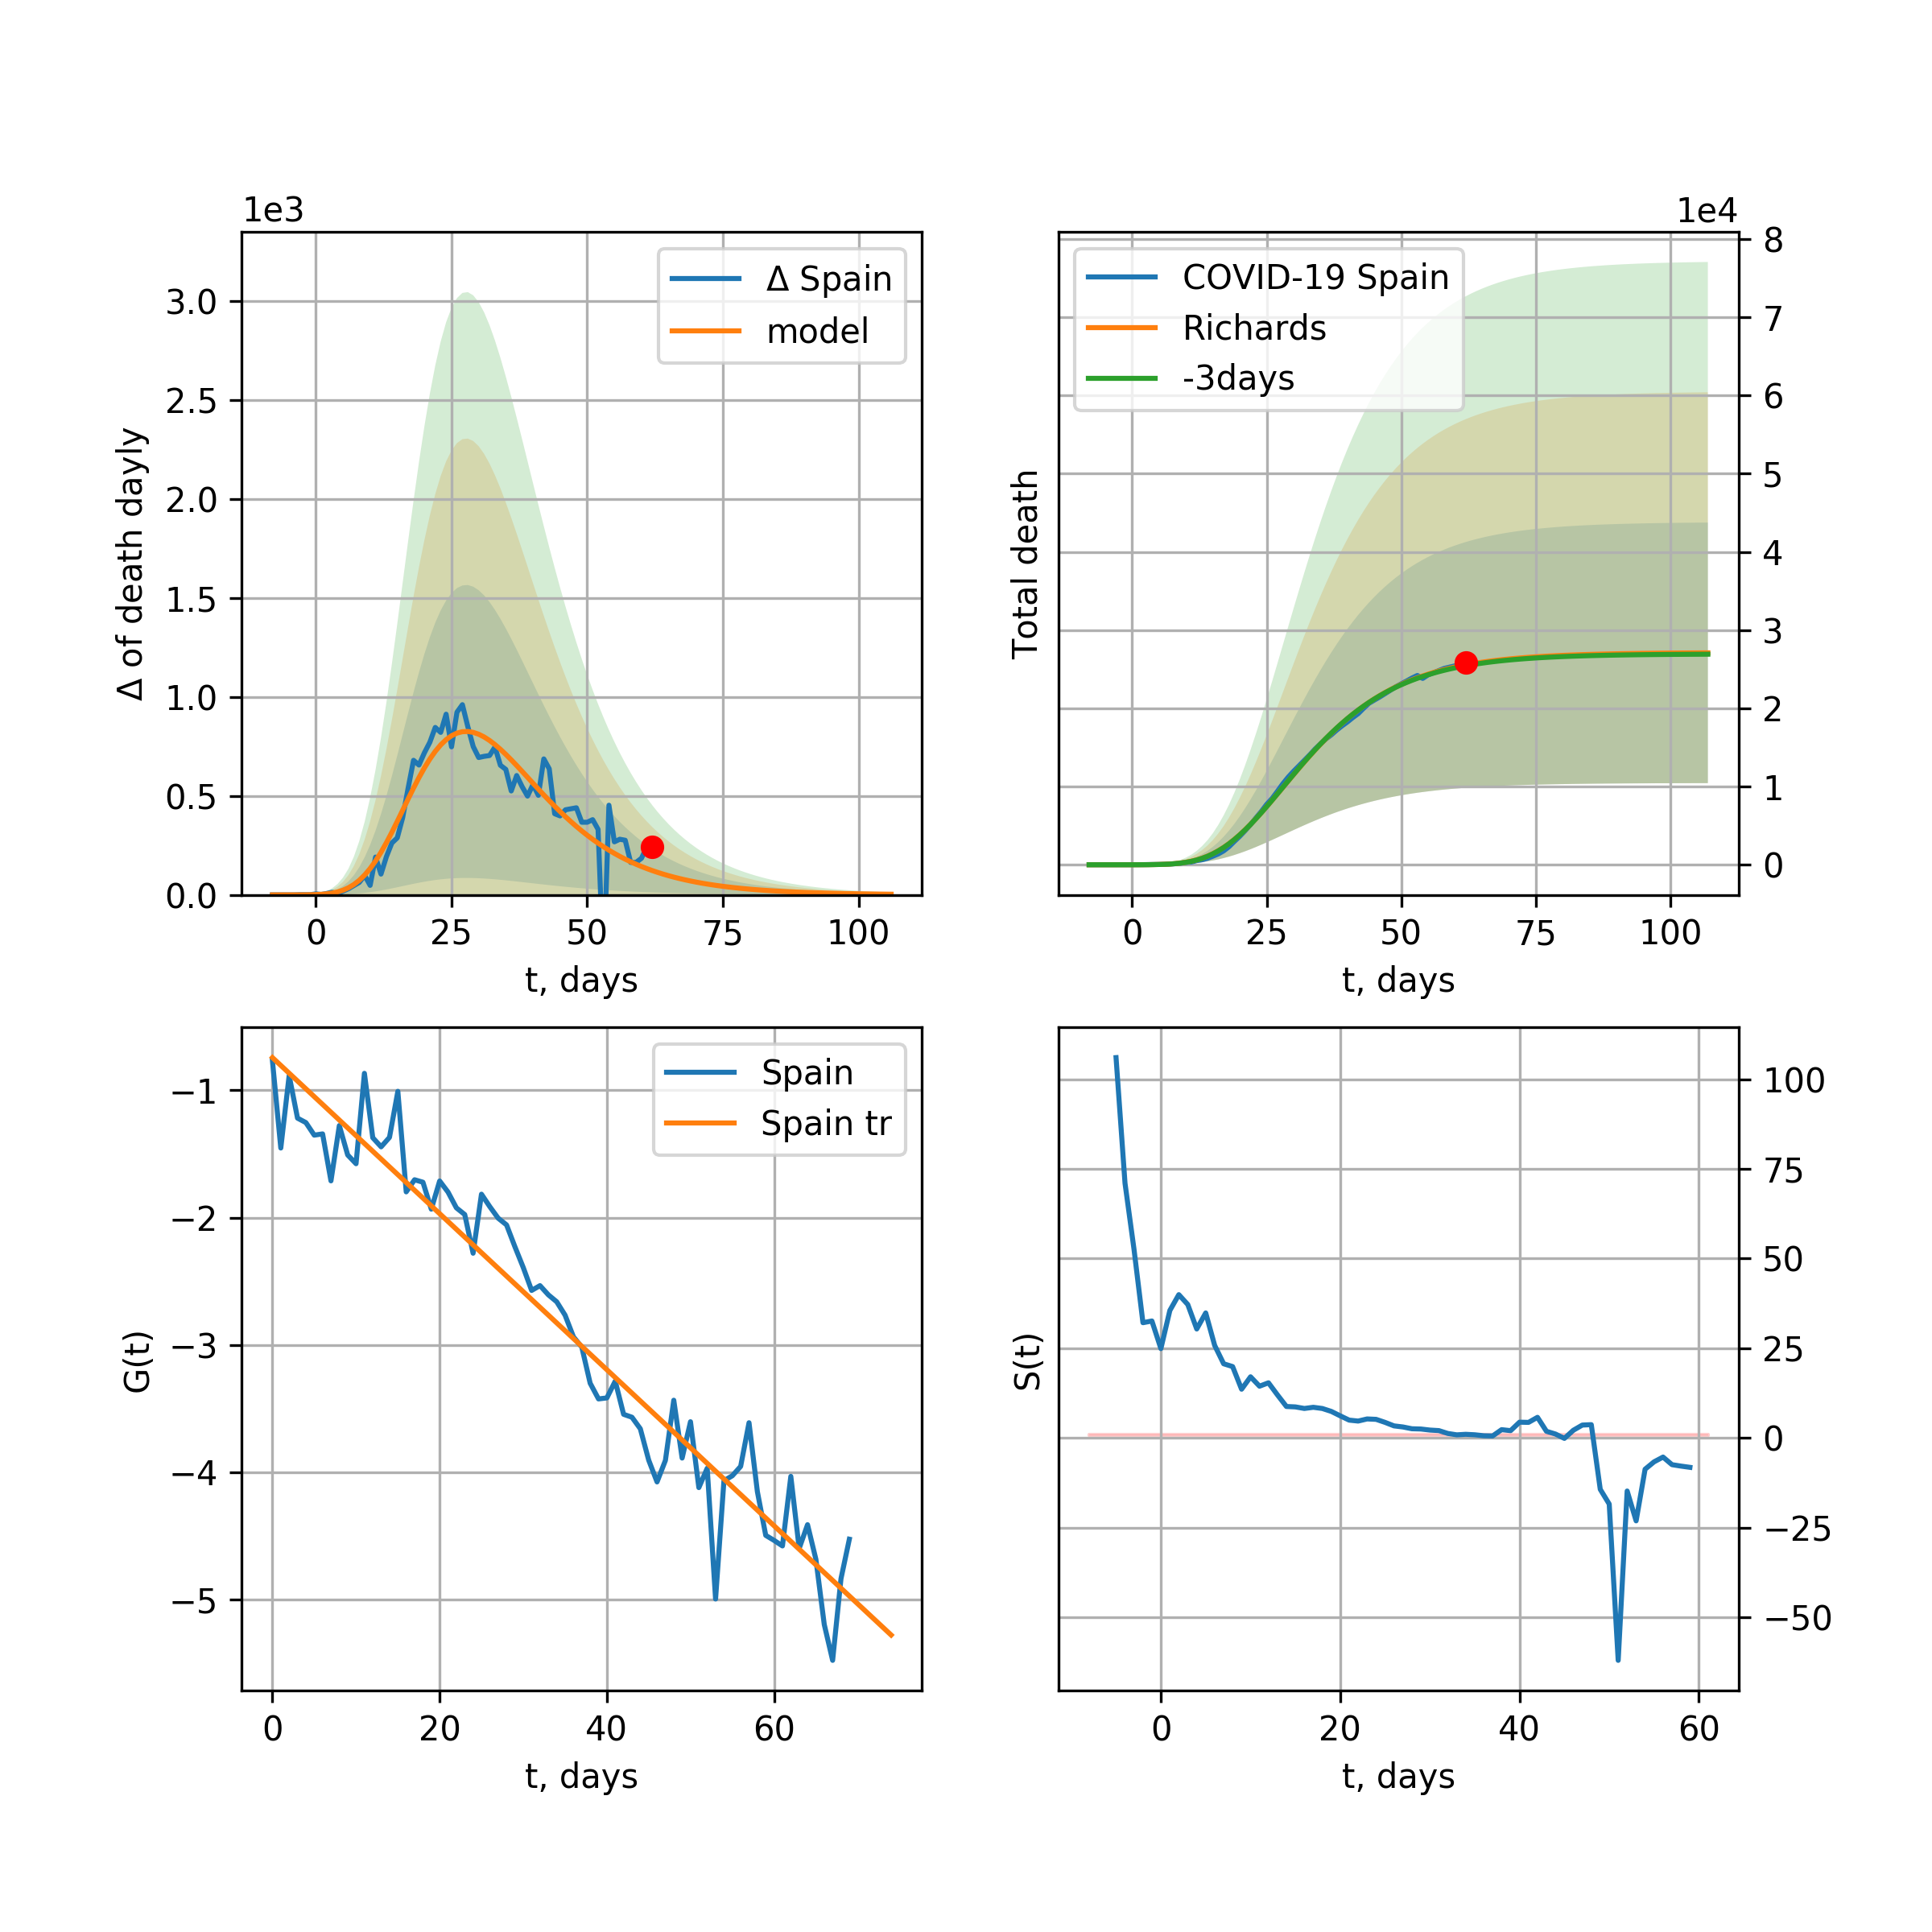 1e3
Δ Spain
model
3.0
2.5
2.0
1.5
1.0
0.5
0.0
Δ of death dayly
0 25 50 75 100
t, days
1e4
COVID-19 Spain
Richards
-3days
8
7
6
5
4
3
2
1
0
Total death
0 25 50 75 100
t, days
Spain
Spain tr
−1
−2
−3
−4
−5
G(t)
0 20 40 60
t, days
100
75
50
25
0
−25
−50
S(t)
0 20 40 60
t, days